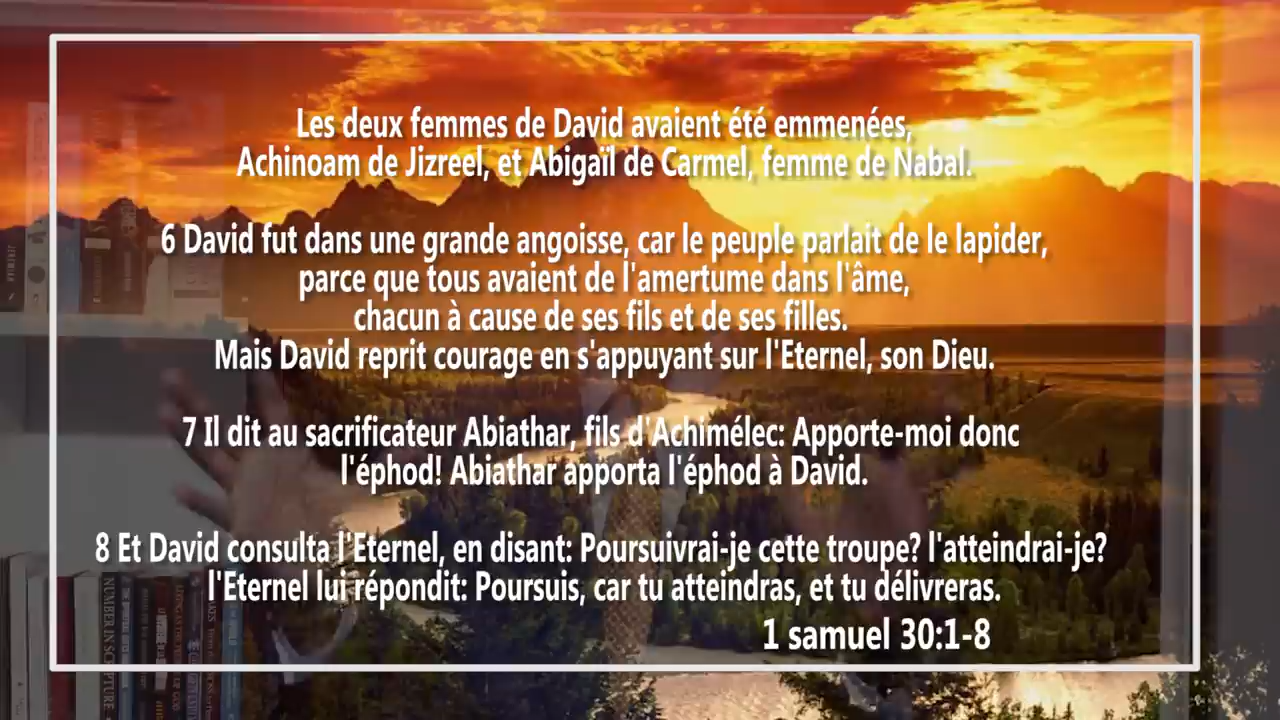 Les deux femmes de David avaient été emmenées,
Achinoam de Jizreel, et Abigaïl de Carmel, femme de Nabal.
6 David fut dans une grande angoisse, car le peuple parlait de le lapider,
parce que tous avaient de l'amertume dans l'âme,
chacun à cause de ses fils et de ses filles.
Mais David reprit courage en s'appuyant sur l'Eternel, son Dieu.
7 Il dit au sacrificateur Abiathar, fils d'Achimélec: Apporte-moi donc
l'éphod! Abiathar apporta l'éphod à David.
8 Et David consulta l'Eternel, en disant: Poursuivrai-je cette troupe? l'atteindrai-je?
l'Eternel lui répondit: Poursuis, car tu atteindras, et tu délivreras.
1 samuel 30:1-8
NUMBER IN SCRIPTURE